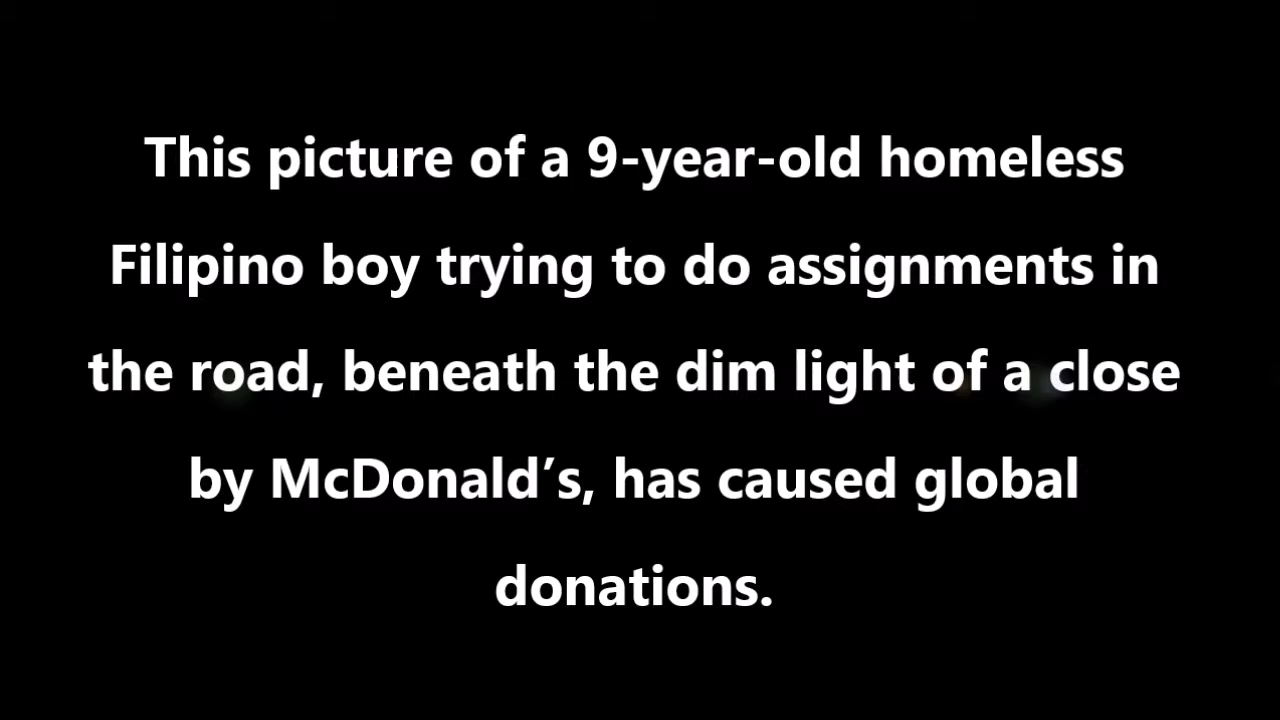 This picture of a 9-year-old homeless
Filipino boy trying to do assignments in
the road, beneath the dim light of a close
by McDonald’s, has caused global
donations.